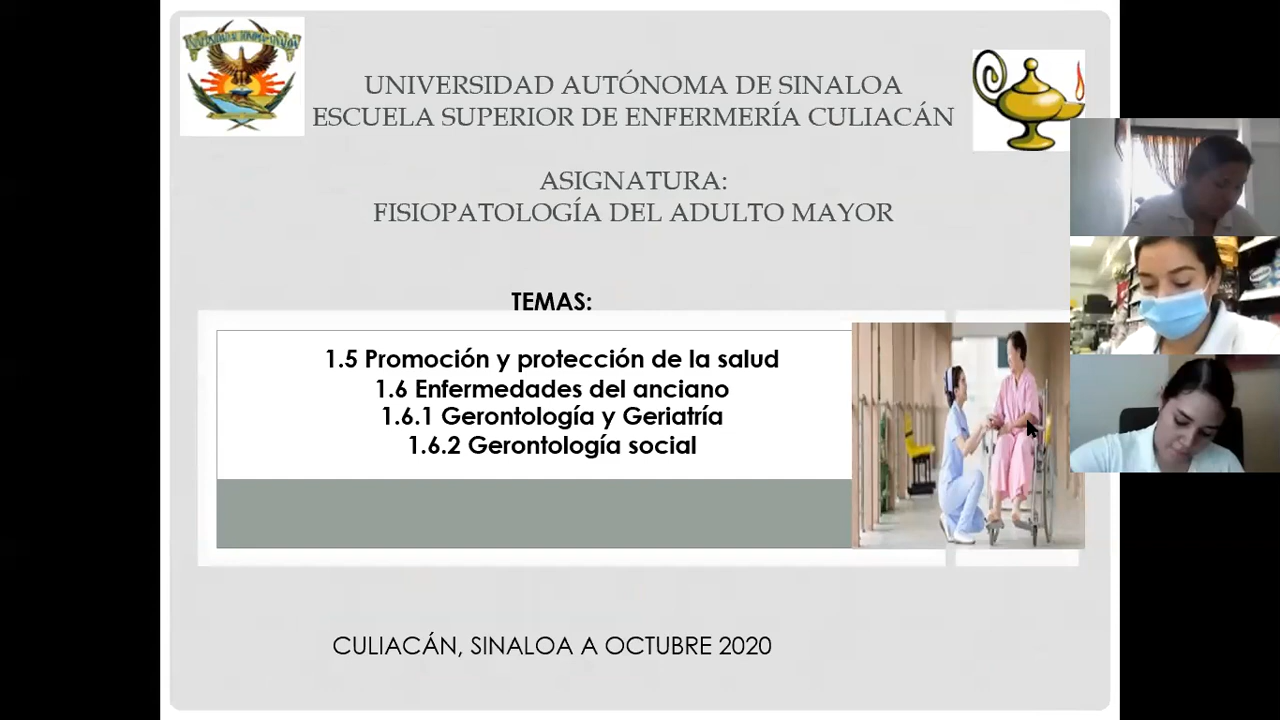 UNIVERSIDAD AUTÓNOMA DE SINALOA
ESCUELA SUPERIOR DE ENFERMERÍA CULIACÁN
ASIGNATURA:
FISIOPATOLOGÍA DEL ADULTO MAYOR
TEMAS:
1.5 Promoción y protección de la salud
1.6 Enfermedades del anciano
1.6.1 Gerontología y Geriatría
1.6.2 Gerontología social
CULIACÁN, SINALOA A OCTUBRE 2020